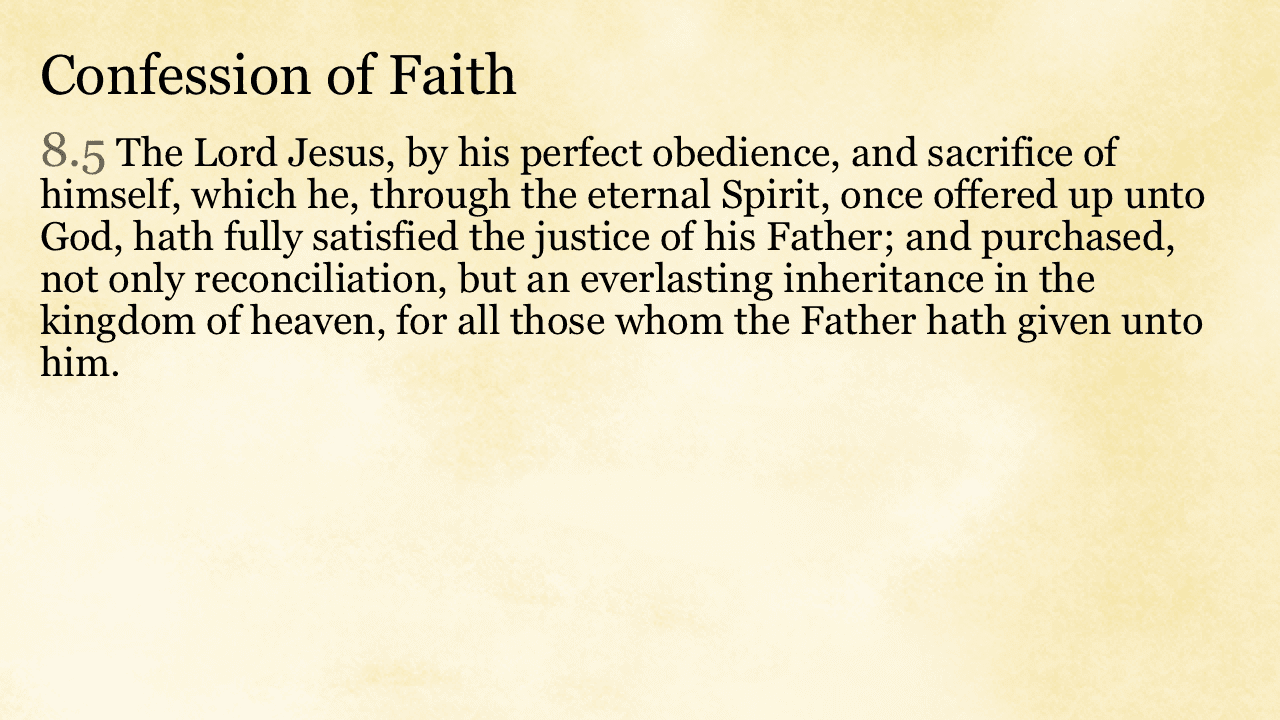 Confession of Faith
8.5 The Lord Jesus, by his perfect obedience, and sacrifice of
himself, which he, through the eternal Spirit, once offered up unto
God, hath fully satisfied the justice of his Father; and purchased,
not only reconciliation, but an everlasting inheritance in the
kingdom of heaven, for all those whom the Father hath given unto
him.